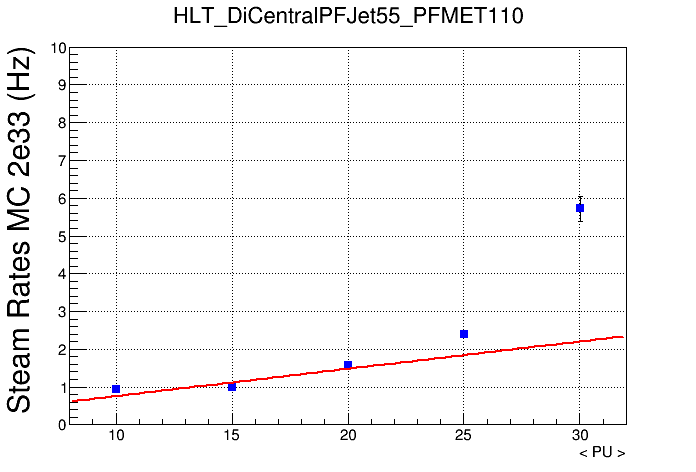 HLT_DiCentralPFJet55_PFMET110
Steam Rates MC 2e33 (Hz)
10
9
8
7
6
5
4
3
2
1
0
10 15 20 25 30
< PU >